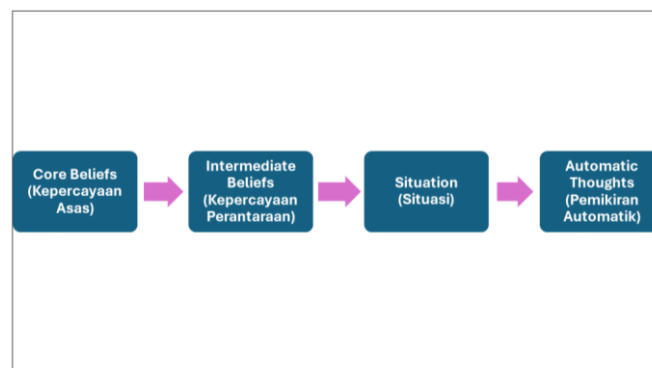 Core Beliefs
(Kepercayaan
Asas)
Intermediate
Beliefs
(Kepercayaan
Perantaraan)
Situation
(Situasi)
Automatic
Thoughts
(Pemikiran
Automatik)